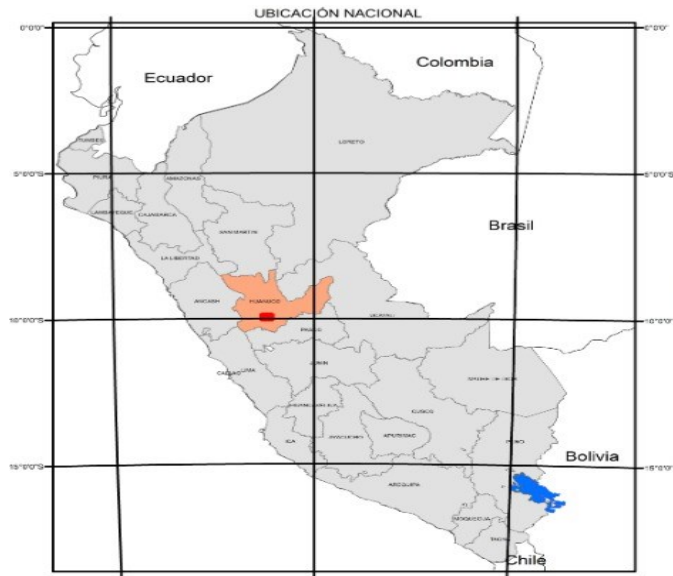 UBICACIÓN NACIONAL
0°0'0"
0°0'0"
Ecuador
Colombia
TUMBES
LORETO
5°0'0"S
5°0'0"S
PIURA
AMAZONAS
LAMBAYEQUE
CAJAMARCA
SAN MARTIN
Brasil
LA LIBERTAD
ANCASH
HUANUCO
UCAYALI
10°0'0"S
10°0'0"S
PASCO
JUNIN
CALLAO
LIMA
MADRE DE DIOS
CUSCO
HUANCAVELICA
ICA
AYACUCHO
APURIMAC
PUNO
Bolivia
15°0'0"S
15°0'0"S
AREQUIPA
MOQUEGUA
TACNA
Chile